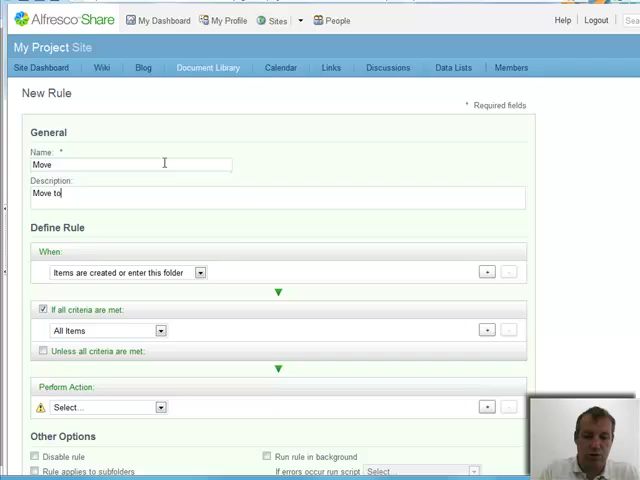 Alfresco Share My Dashboard My Profile Sites People Help Logout Sea
My Project Site
Site Dashboard Wiki Blog Document Library Calendar Links Discussions Data Lists Members
New Rule
* Required fields
General
Name: *
Move
Description:
Move to
Define Rule
When:
Items are created or enter this folder + -
If all criteria are met:
All Items + -
Unless all criteria are met:
Perform Action:
Select... + -
Other Options
Disable rule Run rule in background
Rule applies to subfolders If errors occur run script Select...